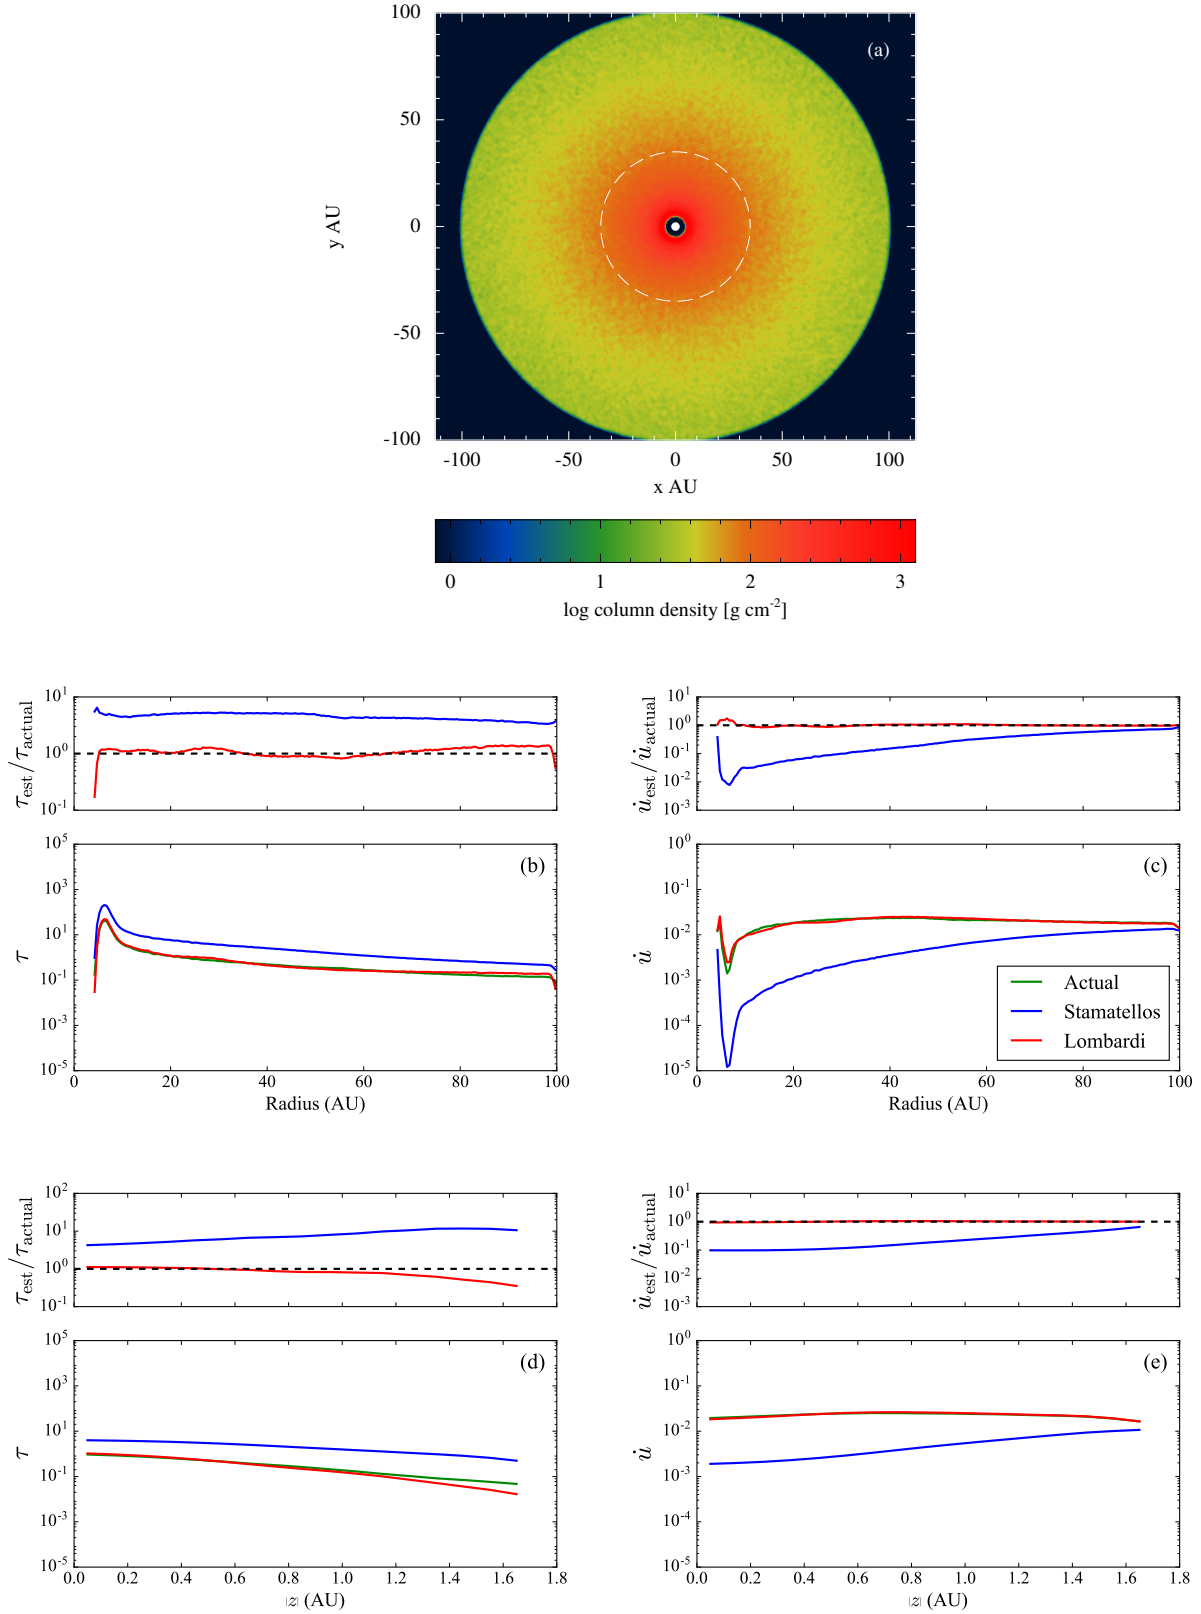 (a)
100
50
0
-50
-100
y AU
-100 -50 0 50 100
x AU
0 1 2 3
log column density [g cm^-2]
10^1
10^0
10^-1
τ_est/τ_actual
10^5
10^3
10^1
10^-1
10^-3
10^-5
τ
(b)
0 20 40 60 80 100
Radius (AU)
10^1
10^0
10^-1
10^-2
10^-3
u̇_est/u̇_actual
10^0
10^-1
10^-2
10^-3
10^-4
10^-5
u̇
(c)
Actual
Stamatellos
Lombardi
0 20 40 60 80 100
Radius (AU)
10^2
10^1
10^0
10^-1
τ_est/τ_actual
10^5
10^3
10^1
10^-1
10^-3
10^-5
τ
(d)
0.0 0.2 0.4 0.6 0.8 1.0 1.2 1.4 1.6 1.8
|z| (AU)
10^1
10^0
10^-1
10^-2
10^-3
u̇_est/u̇_actual
10^0
10^-1
10^-2
10^-3
10^-4
10^-5
u̇
(e)
0.0 0.2 0.4 0.6 0.8 1.0 1.2 1.4 1.6 1.8
|z| (AU)